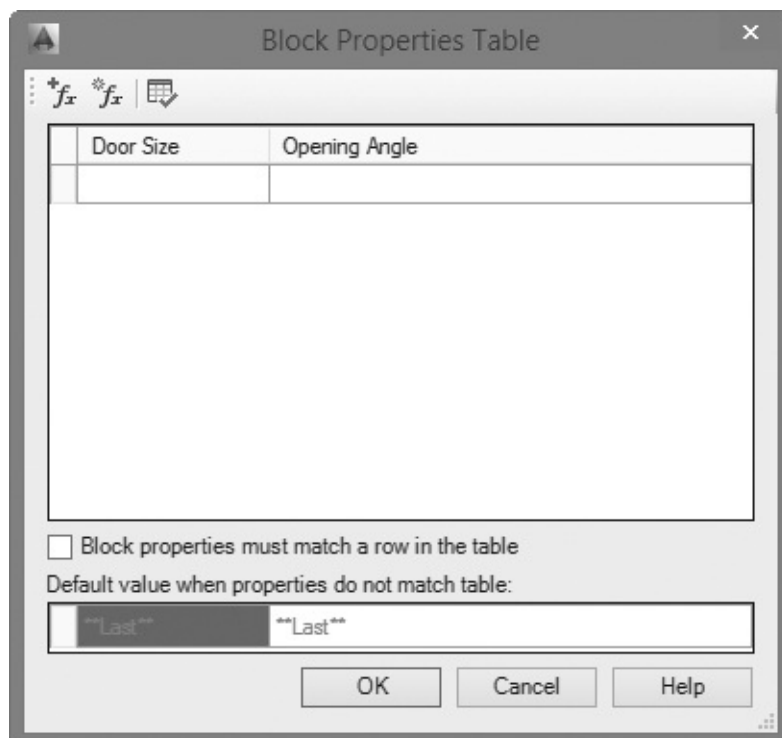 Block Properties Table
Door Size Opening Angle
Block properties must match a row in the table
Default value when properties do not match table:
**Last** **Last**
OK Cancel Help